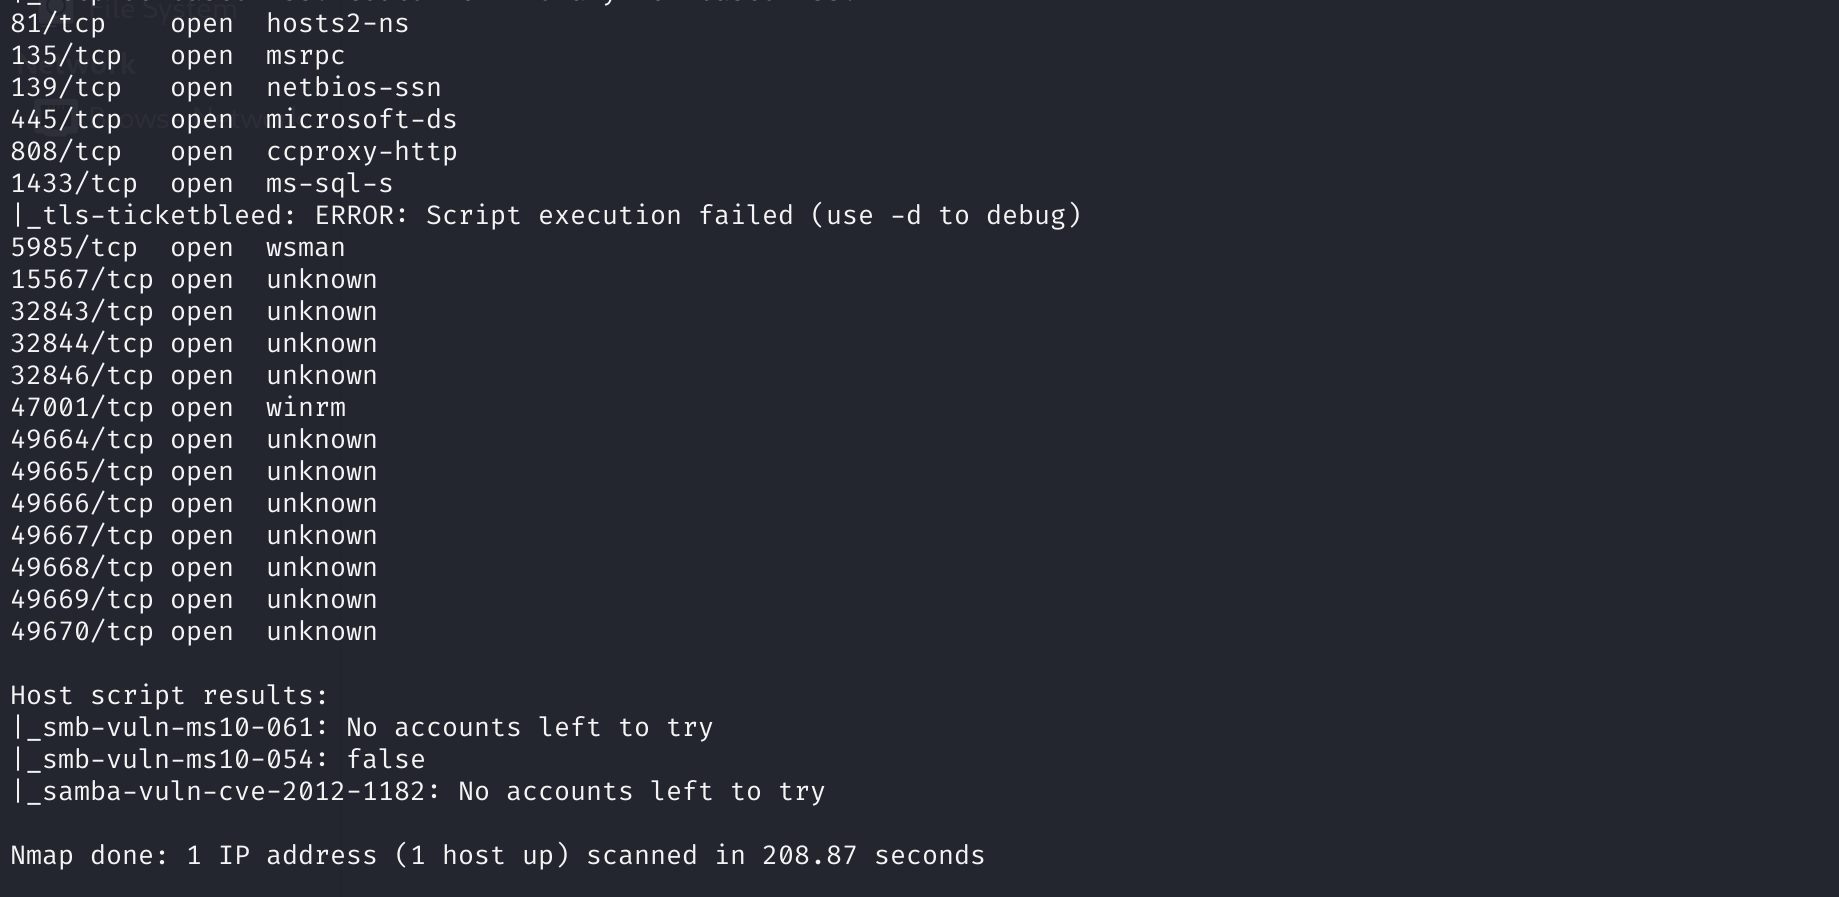 File System
81/tcp    open  hosts2-ns
135/tcp   open  msrpc
139/tcp   open  netbios-ssn
445/tcp   open  microsoft-ds
808/tcp   open  ccproxy-http
1433/tcp  open  ms-sql-s
|_tls-ticketbleed: ERROR: Script execution failed (use -d to debug)
5985/tcp  open  wsman
15567/tcp open  unknown
32843/tcp open  unknown
32844/tcp open  unknown
32846/tcp open  unknown
47001/tcp open  winrm
49664/tcp open  unknown
49665/tcp open  unknown
49666/tcp open  unknown
49667/tcp open  unknown
49668/tcp open  unknown
49669/tcp open  unknown
49670/tcp open  unknown
Host script results:
|_smb-vuln-ms10-061: No accounts left to try
|_smb-vuln-ms10-054: false
|_samba-vuln-cve-2012-1182: No accounts left to try
Nmap done: 1 IP address (1 host up) scanned in 208.87 seconds